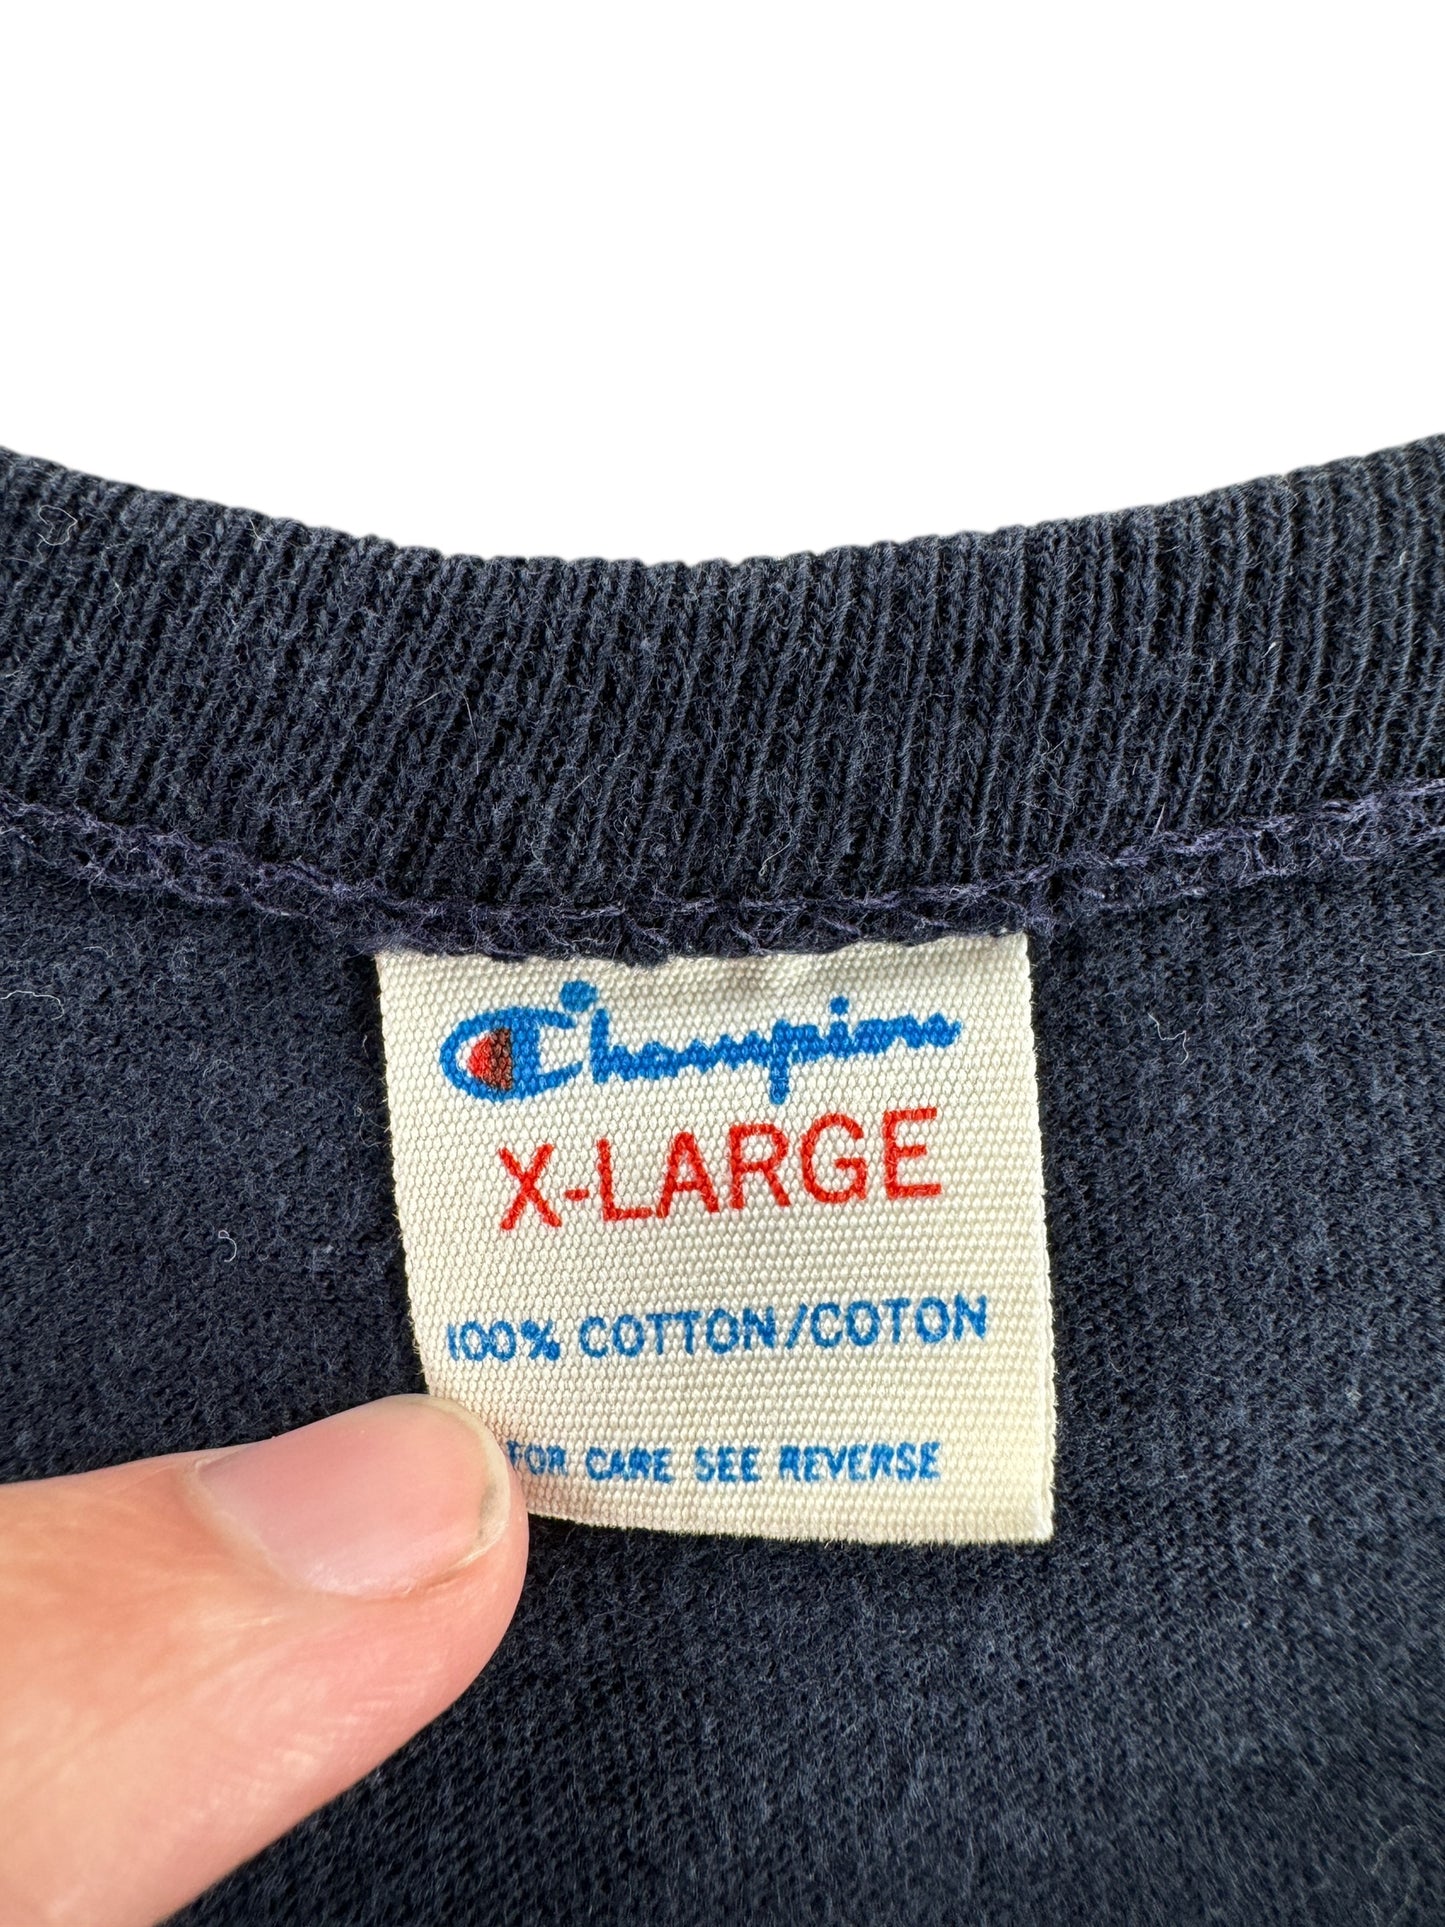 Champion
X-LARGE
100% COTTON/COTON
FOR CARE SEE REVERSE